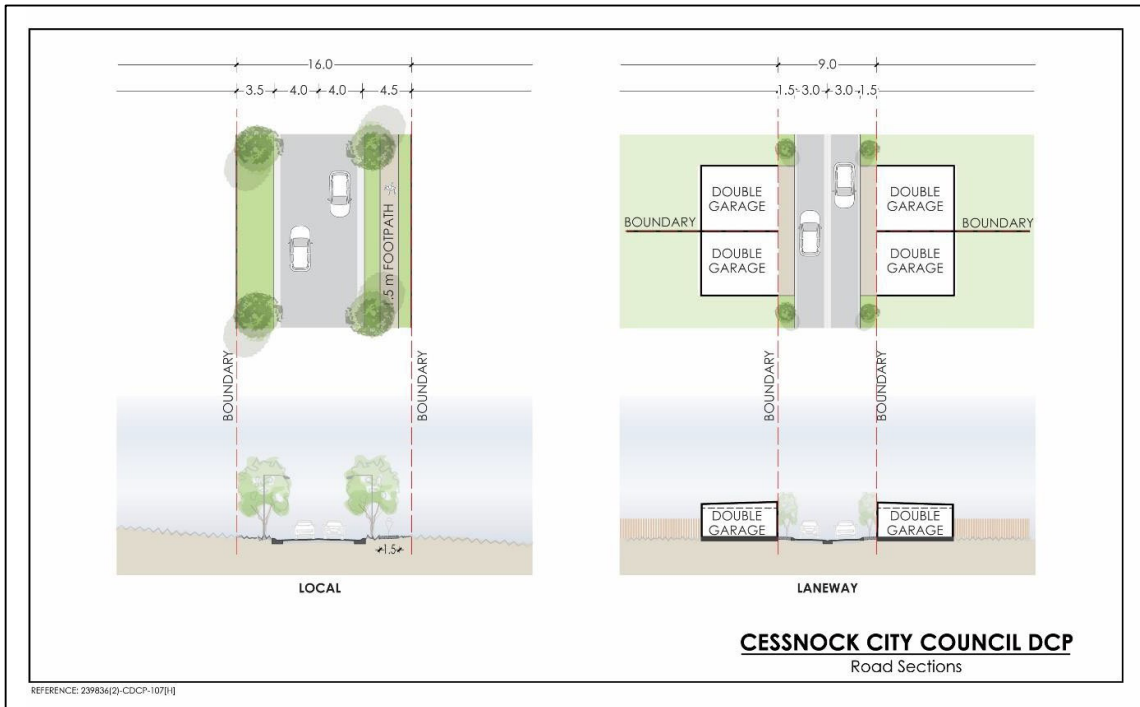 16.0
3.5 4.0 4.0 4.5
1.5 m FOOTPATH
BOUNDARY
BOUNDARY
1.5
LOCAL
9.0
1.5 3.0 3.0 1.5
DOUBLE
GARAGE
DOUBLE
GARAGE
BOUNDARY
BOUNDARY
DOUBLE
GARAGE
DOUBLE
GARAGE
BOUNDARY
BOUNDARY
DOUBLE
GARAGE
DOUBLE
GARAGE
LANEWAY
CESSNOCK CITY COUNCIL DCP
Road Sections
REFERENCE: 239836(2)-CDCP-107[H]